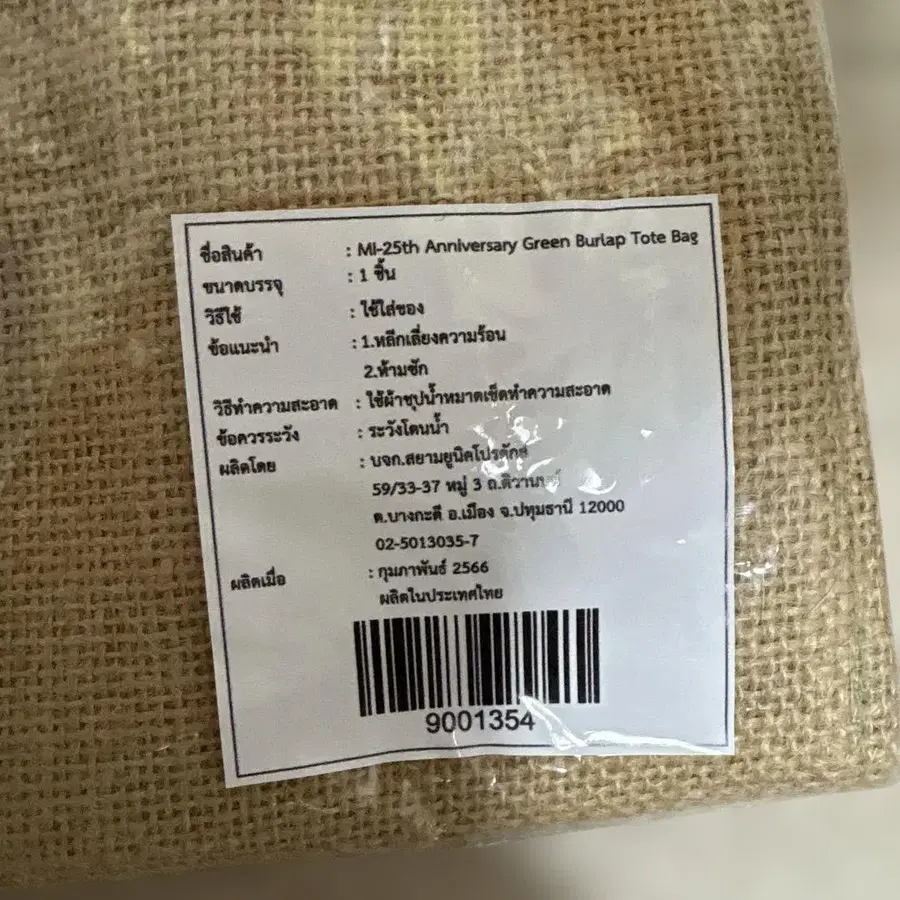 ชื่อสินค้า : MI-25th Anniversary Green Burlap Tote Bag
ขนาดบรรจุ : 1 ชิ้น
วิธีใช้ : ใช้ใส่ของ
ข้อแนะนำ : 1.หลีกเลี่ยงความร้อน
2.ห้ามซัก
วิธีทำความสะอาด : ใช้ผ้าชุบน้ำหมาดเช็ดทำความสะอาด
ข้อควรระวัง : ระวังโดนน้ำ
ผลิตโดย : บจก.สยามยูนิคโปรดักส์
59/33-37 หมู่ 3
ต.บางกะดี อ.เมือง จ.ปทุมธานี 12000
02-5013035-7
ผลิตเมื่อ : กุมภาพันธ์ 2566
ผลิตในประเทศไทย
9001354